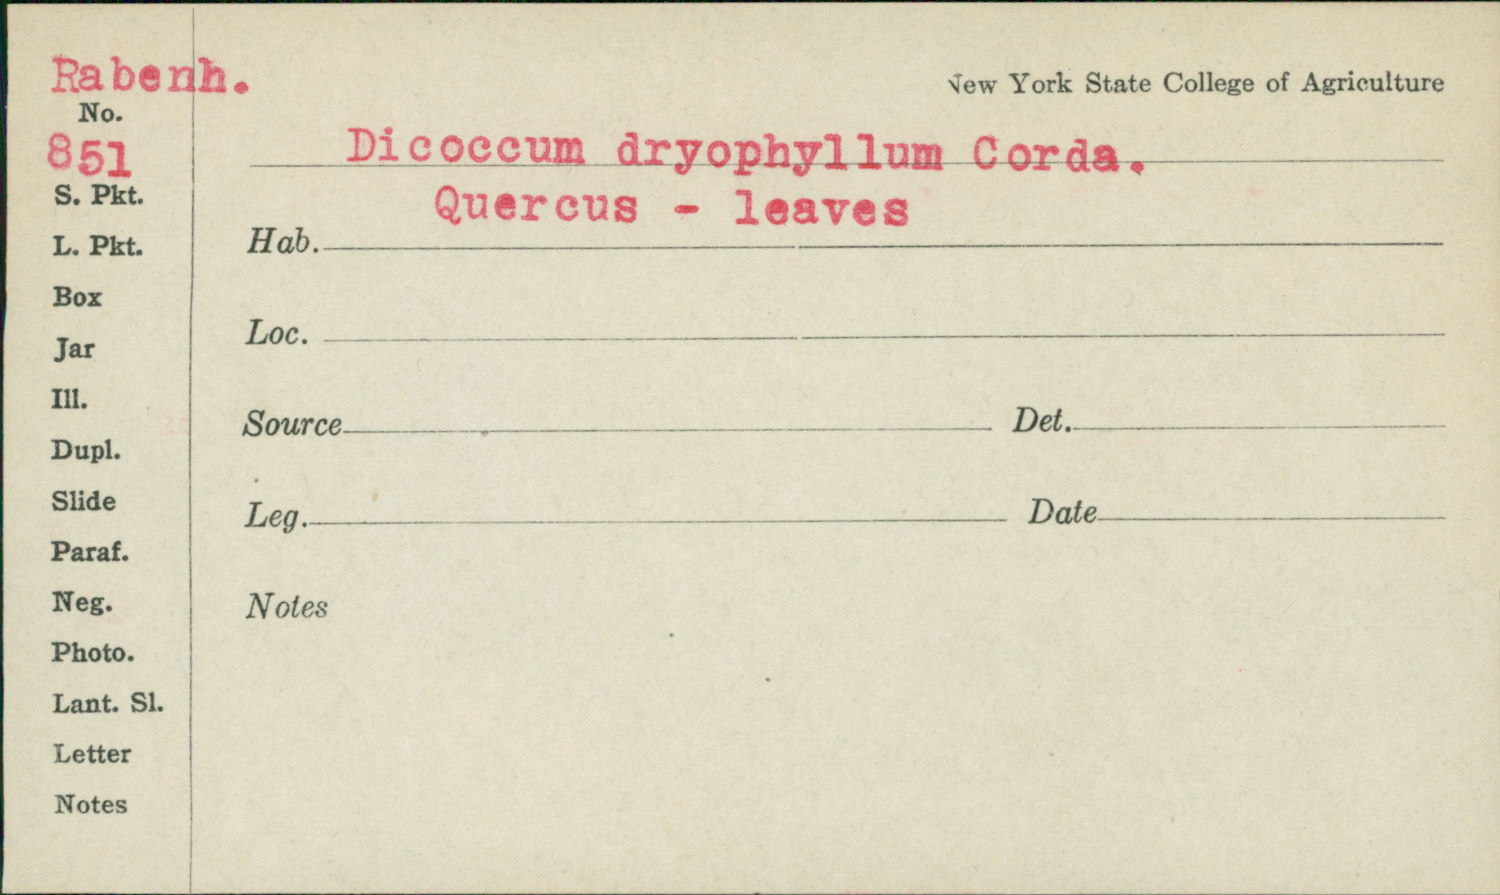 Rabenh.
New York State College of Agriculture
No.
851
Dicoccum dryophyllum Corda.
S. Pkt.
Quercus - leaves
L. Pkt.
Hab.
Box
Loc.
Jar
Ill.
Source
Det.
Dupl.
Slide
Leg.
Date
Paraf.
Neg.
Notes
Photo.
Lant. Sl.
Letter
Notes